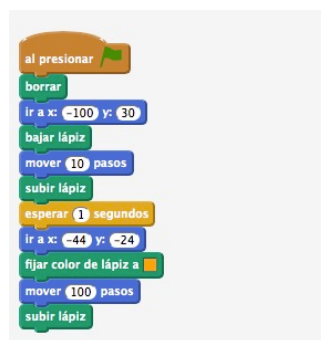 al presionar
borrar
ir a x: -100 y: 30
bajar lápiz
mover 10 pasos
subir lápiz
esperar 1 segundos
ir a x: -44 y: -24
fijar color de lápiz a
mover 100 pasos
subir lápiz